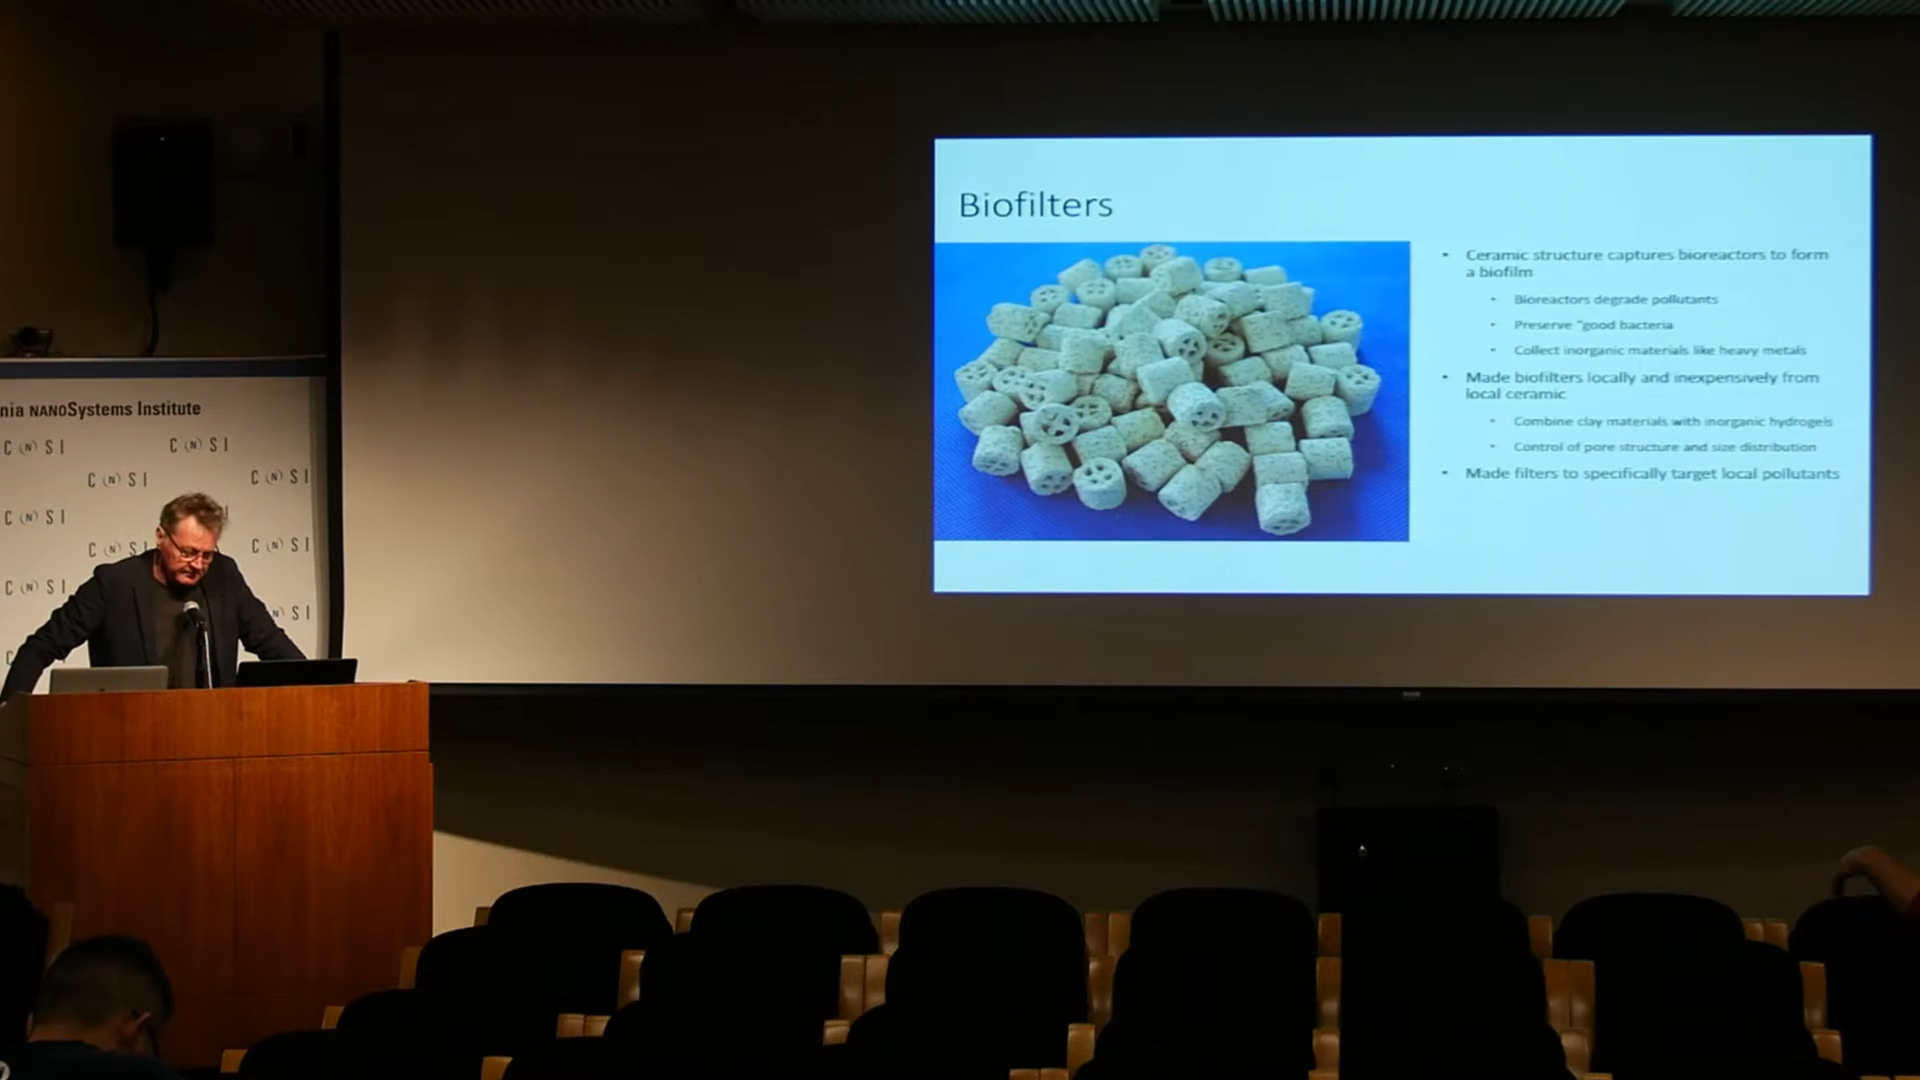 Biofilters
• Ceramic structure captures bioreactors to form
a biofilm
• Bioreactors degrade pollutants
• Preserve "good bacteria
• Collect inorganic materials like heavy metals
• Made biofilters locally and inexpensively from
local ceramic
• Combine clay materials with inorganic hydrogels
• Control of pore structure and size distribution
• Made filters to specifically target local pollutants
nia NANOSystems Institute
C N S I C N S I
C N S I C N S I
C N S I I
C N S I C N S I
C N S I
N S I
C